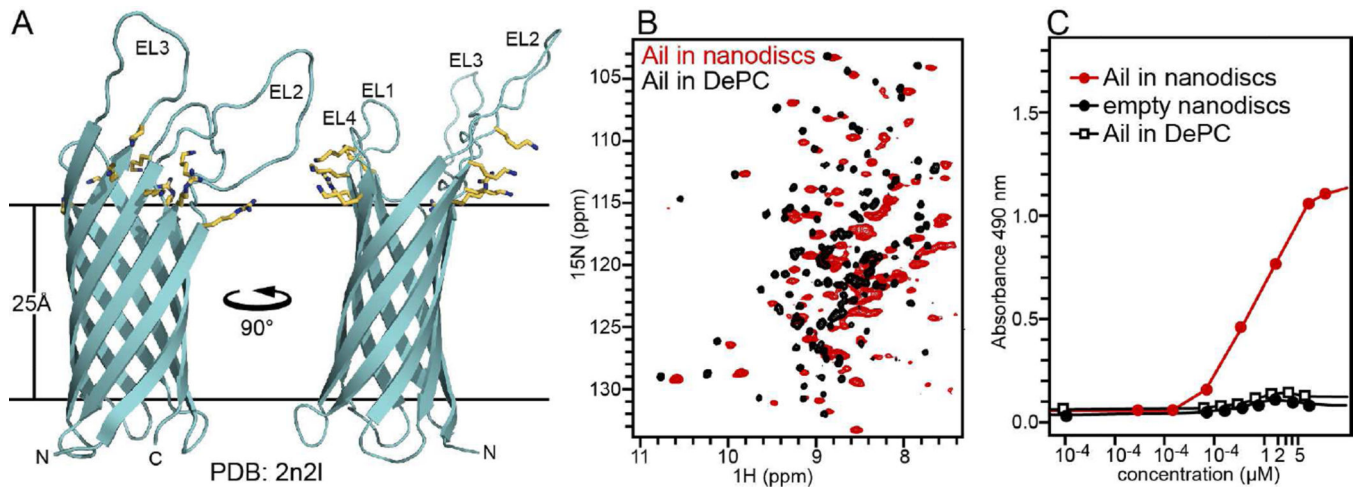 A
EL3
EL2
EL2
EL3
EL1
EL4
25Å
90°
N
C
N
PDB: 2n2l
B
Ail in nanodiscs
Ail in DePC
105
110
115
120
125
130
15N (ppm)
11
10
9
8
1H (ppm)
C
Ail in nanodiscs
empty nanodiscs
Ail in DePC
1.5
1.0
0.5
0.0
Absorbance 490 nm
10-4 10-4 10-4 10-4 1 2 5
concentration (µM)